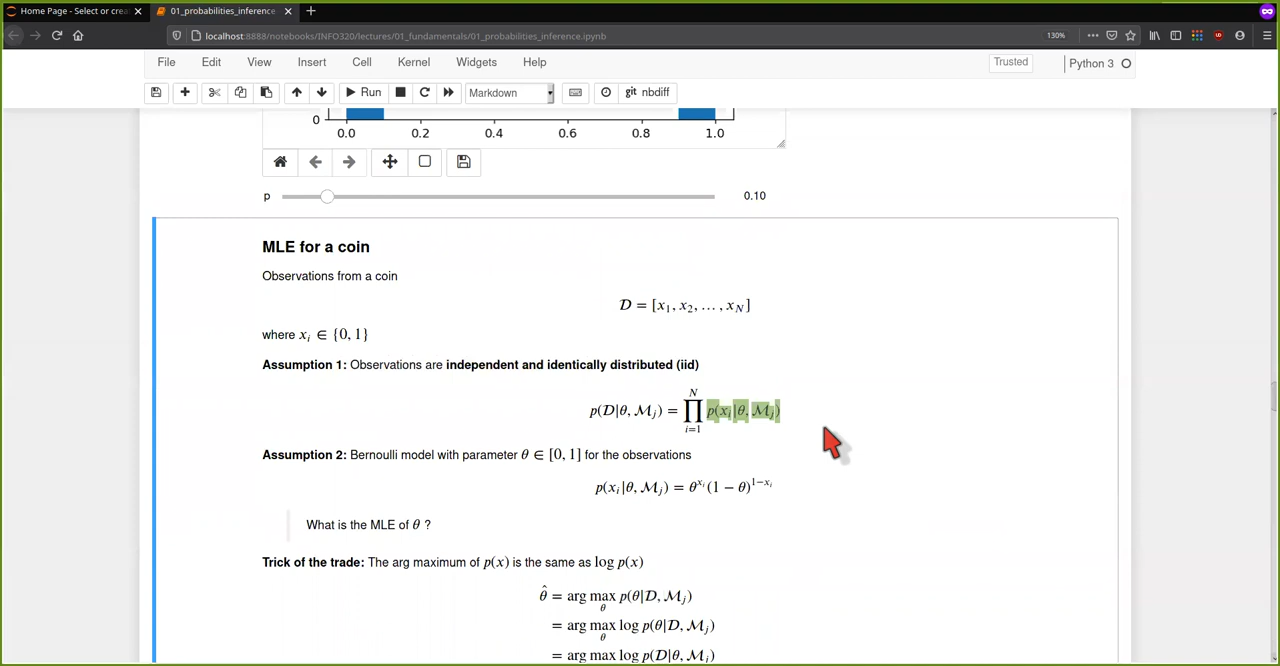 Home Page - Select or crea
01_probabilities_inference.
localhost:8888/notebooks/INFO320/lectures/01_fundamentals/01_probabilities_inference.ipynb
130%
File Edit View Insert Cell Kernel Widgets Help
Trusted
Python 3
Run
Markdown
git nbdiff
0
0.0 0.2 0.4 0.6 0.8 1.0
p
0.10
MLE for a coin
Observations from a coin
𝒟 = [x₁, x₂, … , x_N]
where xᵢ ∈ {0, 1}
Assumption 1: Observations are independent and identically distributed (iid)
p(𝒟|θ, ℳⱼ) = ∏_{i=1}^{N} p(xᵢ|θ, ℳⱼ)
Assumption 2: Bernoulli model with parameter θ ∈ [0, 1] for the observations
p(xᵢ|θ, ℳⱼ) = θ^{xᵢ}(1 − θ)^{1−xᵢ}
What is the MLE of θ ?
Trick of the trade: The arg maximum of p(x) is the same as log p(x)
θ̂ = arg max_θ p(θ|𝒟, ℳⱼ)
= arg max_θ log p(θ|𝒟, ℳⱼ)
= arg max log p(𝒟|θ, ℳⱼ)